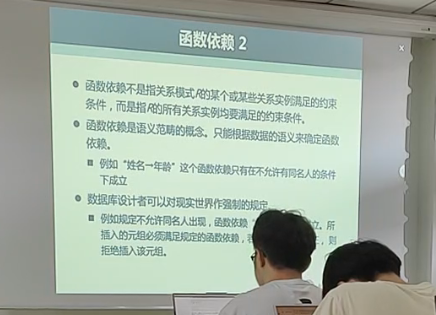 函数依赖 2
函数依赖不是指关系模式R的某个或某些关系实例满足的约束
条件，而是指R的所有关系实例均要满足的约束条件。
函数依赖是语义范畴的概念。只能根据数据的语义来确定函数
依赖。
例如“姓名→年龄”这个函数依赖只有在不允许有同名人的条件
下成立
数据库设计者可以对现实世界作强制的规定
例如规定不允许同名人出现，函数依赖 立。所
插入的元组必须满足规定的函数依赖， 则
拒绝插入该元组。